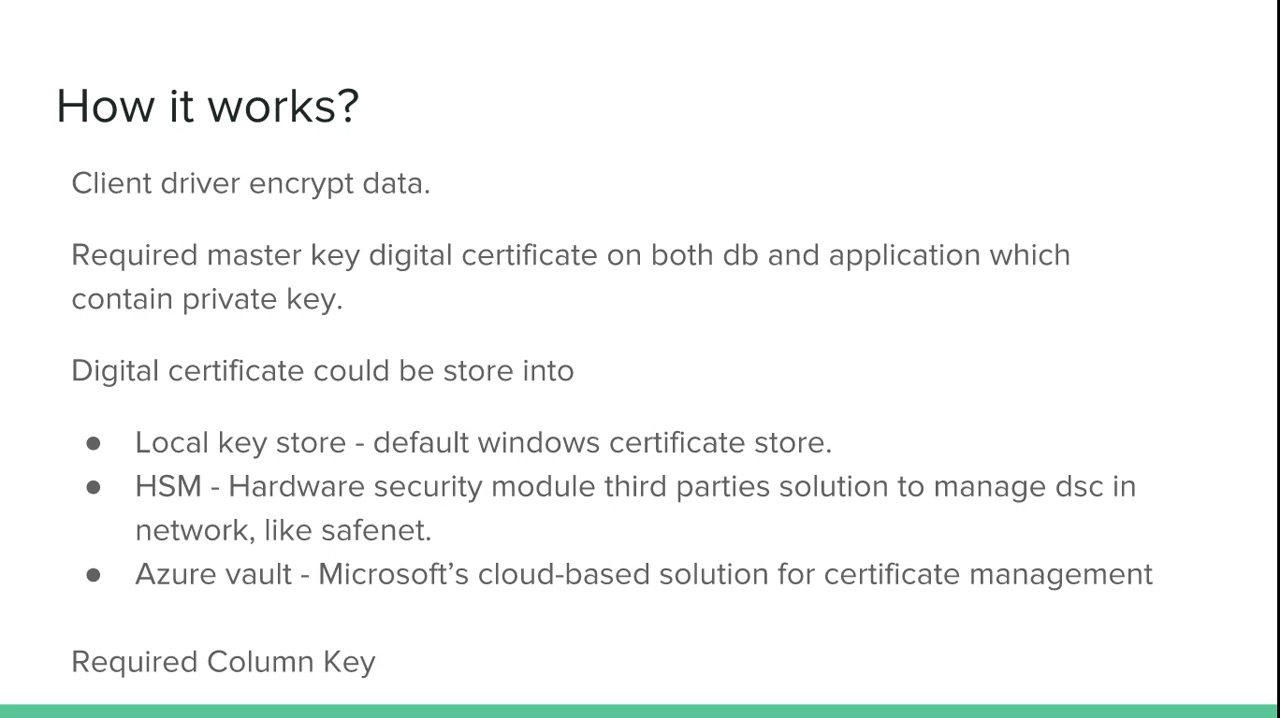 How it works?
Client driver encrypt data.
Required master key digital certificate on both db and application which
contain private key.
Digital certificate could be store into
● Local key store - default windows certificate store.
● HSM - Hardware security module third parties solution to manage dsc in
network, like safenet.
● Azure vault - Microsoft’s cloud-based solution for certificate management
Required Column Key